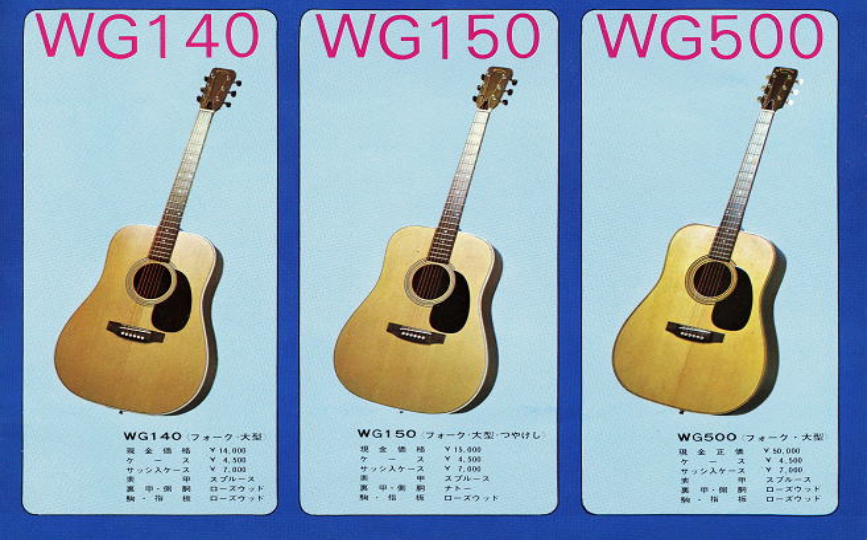 WG140
WG140 (フォーク・大型)
現金価格 ¥14,000
ケース ¥ 4,500
サッシ入ケース ¥ 7,000
表甲 スプルース
裏甲・側胴 ローズウッド
駒・指板 ローズウッド
WG150
WG150 (フォーク・大型・つやけし)
現金価格 ¥15,000
ケース ¥ 4,500
サッシ入ケース ¥ 7,000
表甲 スプルース
裏甲・側胴 ナトー
駒・指板 ローズウッド
WG500
WG500 (フォーク・大型)
現金正価 ¥50,000
ケース ¥ 4,500
サッシ入ケース ¥ 7,000
表甲 スプルース
裏甲・側胴 ローズウッド
駒・指板 ローズウッド